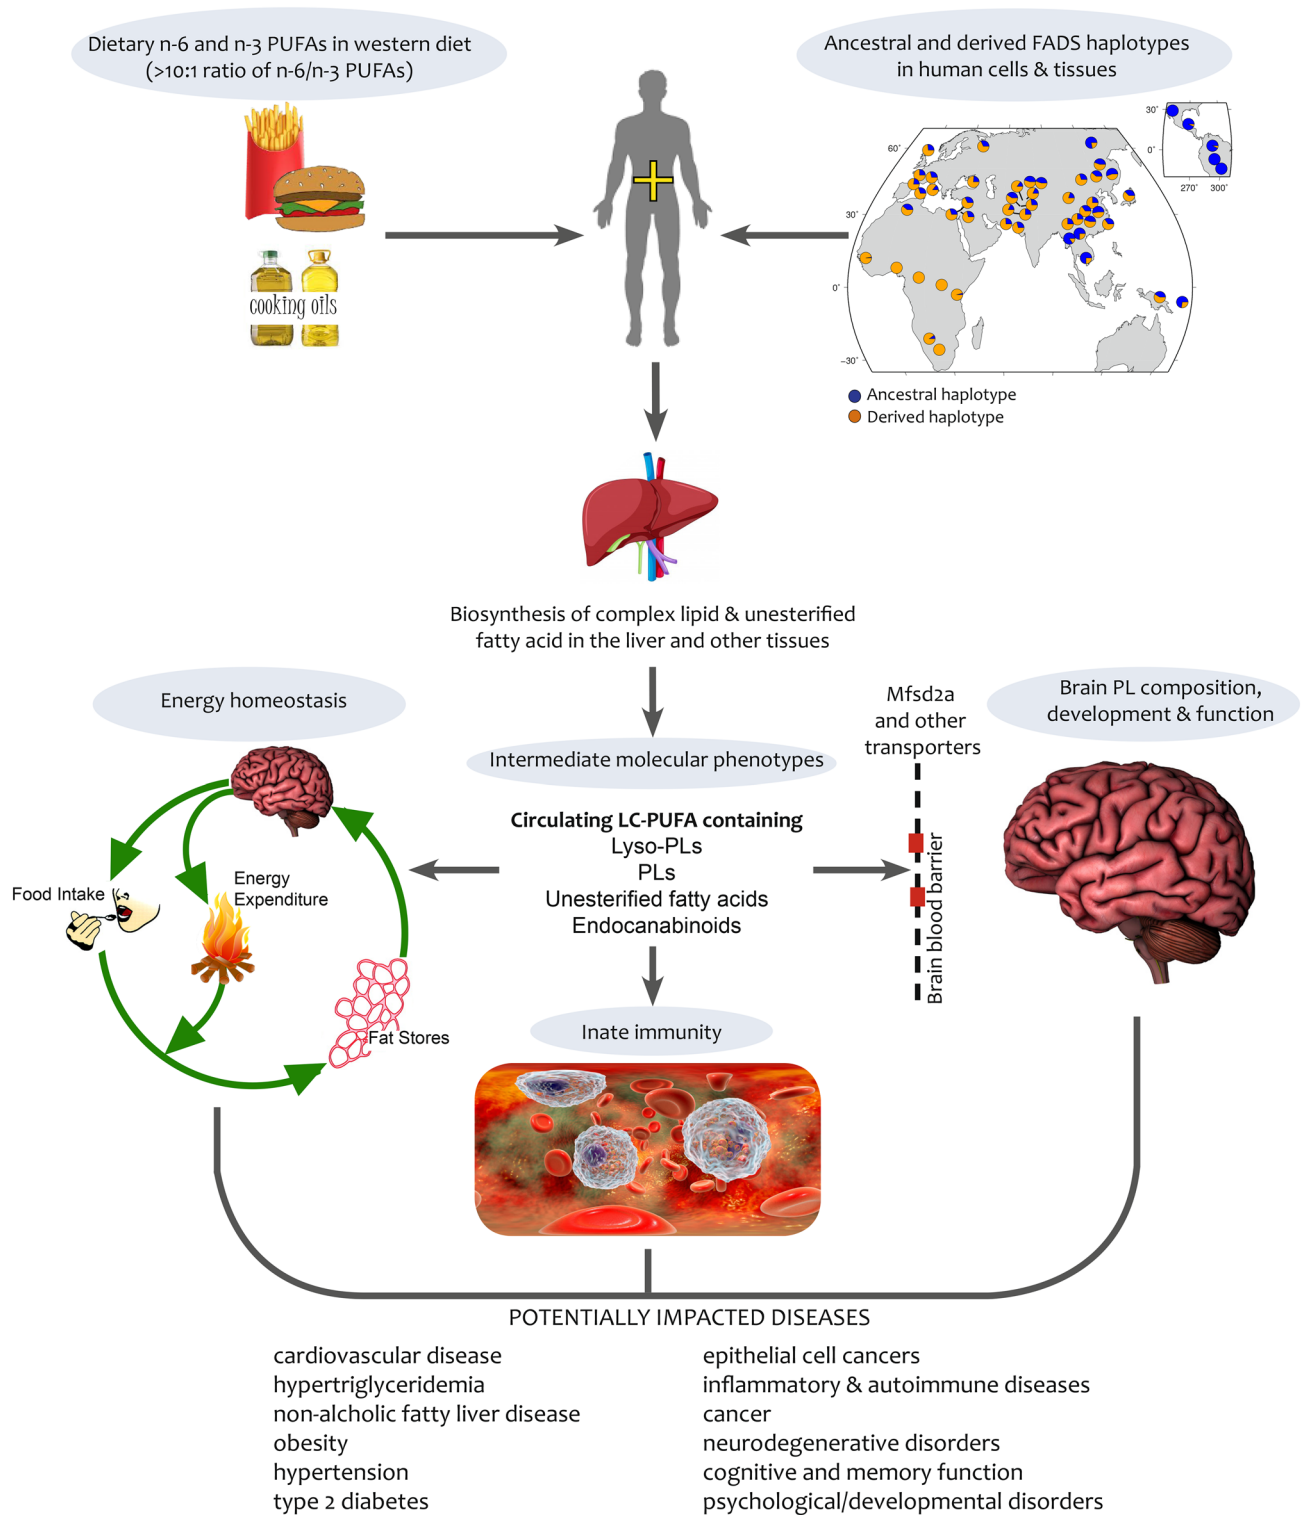 Dietary n-6 and n-3 PUFAs in western diet
(>10:1 ratio of n-6/n-3 PUFAs)
Ancestral and derived FADS haplotypes
in human cells & tissues
cooking oils
30°
0°
270°
300°
60°
30°
0°
−30°
Ancestral haplotype
Derived haplotype
Biosynthesis of complex lipid & unesterified
fatty acid in the liver and other tissues
Energy homeostasis
Food Intake
Energy
Expenditure
Fat Stores
Intermediate molecular phenotypes
Circulating LC-PUFA containing
Lyso-PLs
PLs
Unesterified fatty acids
Endocanabinoids
Mfsd2a
and other
transporters
Brain blood barrier
Brain PL composition,
development & function
Inate immunity
POTENTIALLY IMPACTED DISEASES
cardiovascular disease
hypertriglyceridemia
non-alcholic fatty liver disease
obesity
hypertension
type 2 diabetes
epithelial cell cancers
inflammatory & autoimmune diseases
cancer
neurodegenerative disorders
cognitive and memory function
psychological/developmental disorders